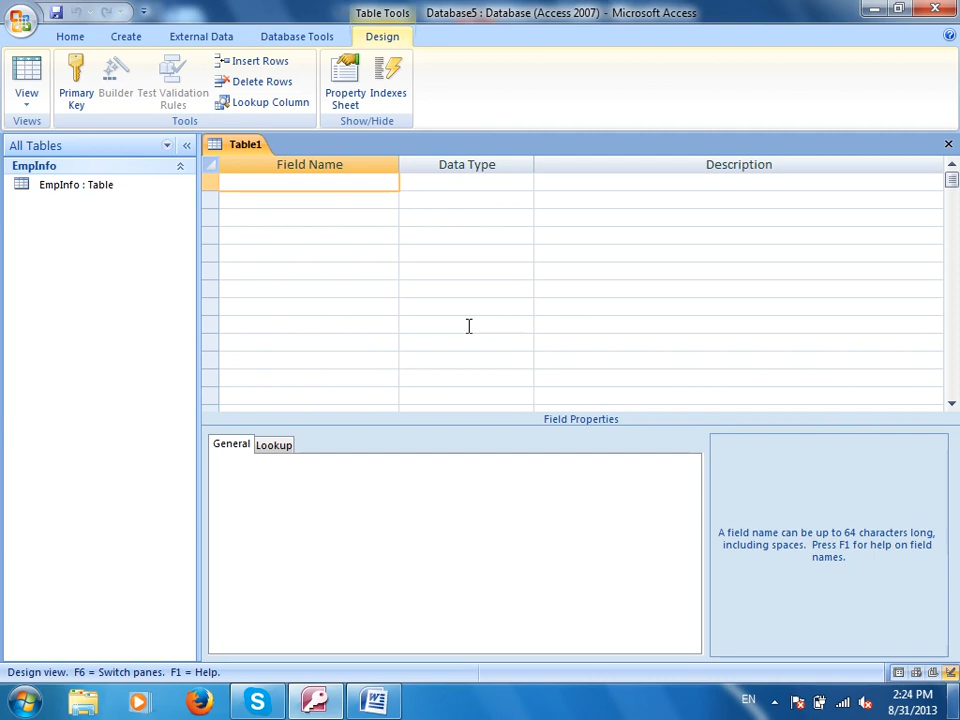 Table Tools
Database5 : Database (Access 2007) - Microsoft Access
Home
Create
External Data
Database Tools
Design
View
Primary Key
Builder
Test Validation Rules
Insert Rows
Delete Rows
Lookup Column
Property Sheet
Indexes
Views
Tools
Show/Hide
All Tables
EmpInfo
EmpInfo : Table
Table1
Field Name
Data Type
Description
Field Properties
General
Lookup
A field name can be up to 64 characters long,
including spaces. Press F1 for help on field
names.
Design view. F6 = Switch panes. F1 = Help.
EN
2:24 PM
8/31/2013